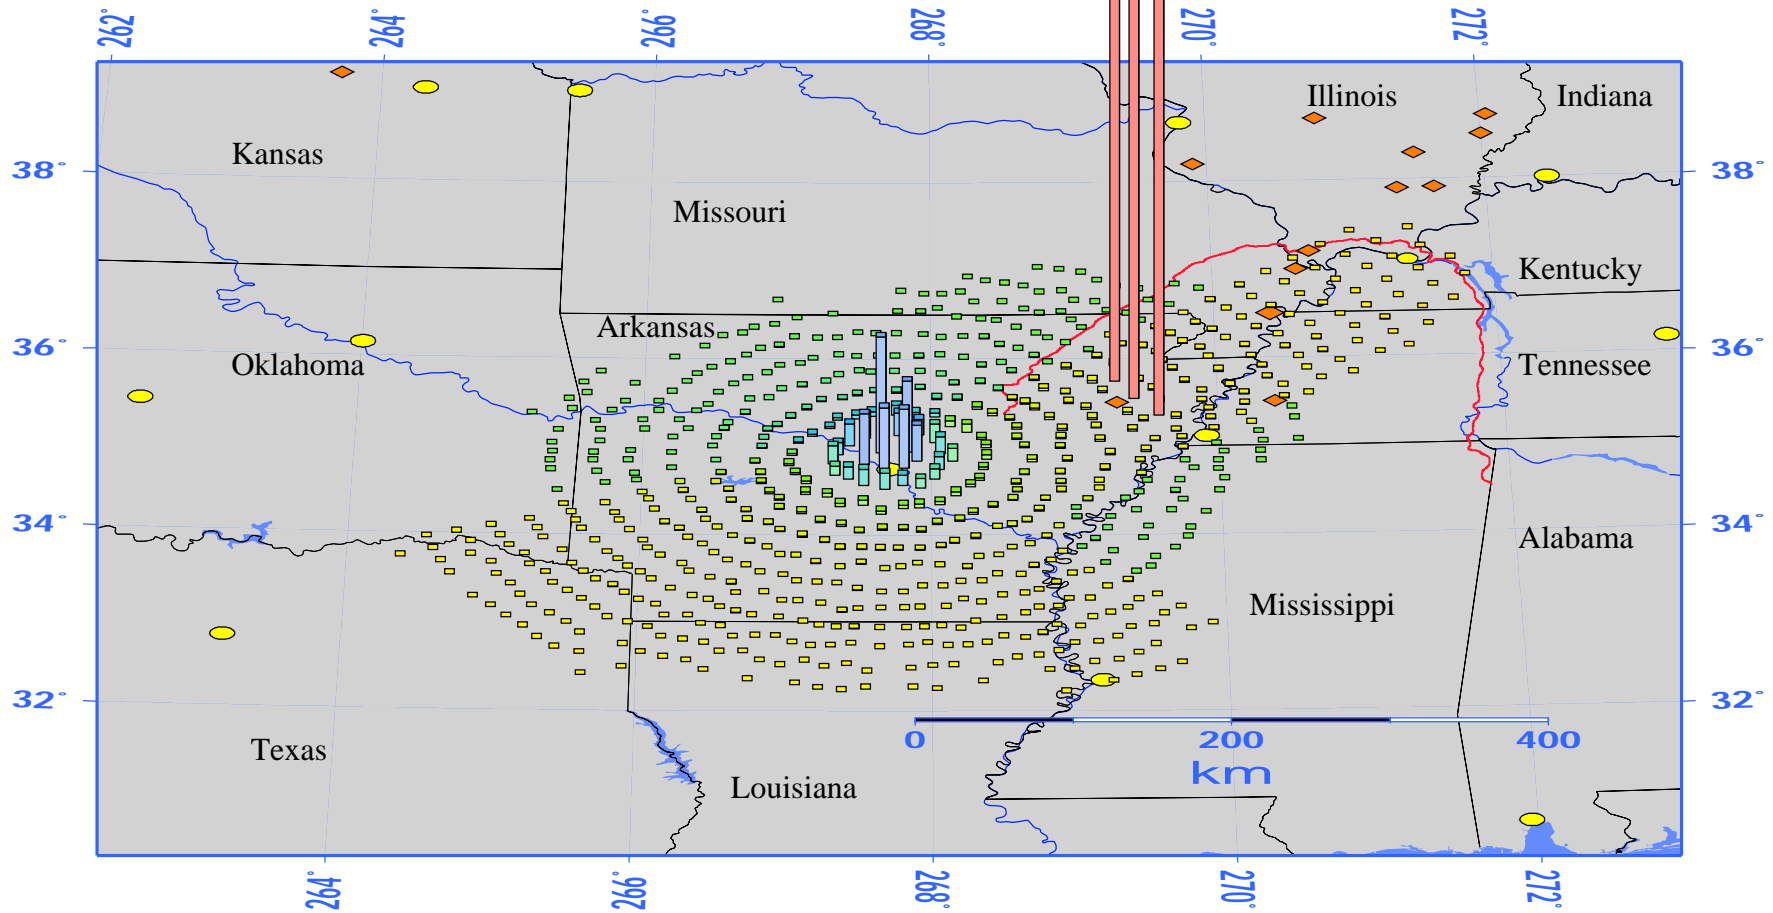 262° 264° 266° 268° 270° 272°
Illinois Indiana
Kansas
38° 38°
Missouri
Kentucky
Arkansas
36° 36°
Oklahoma Tennessee
34° 34°
Alabama
Mississippi
32° 32°
0 200 400
Texas
km
Louisiana
264° 266° 268° 270° 272°